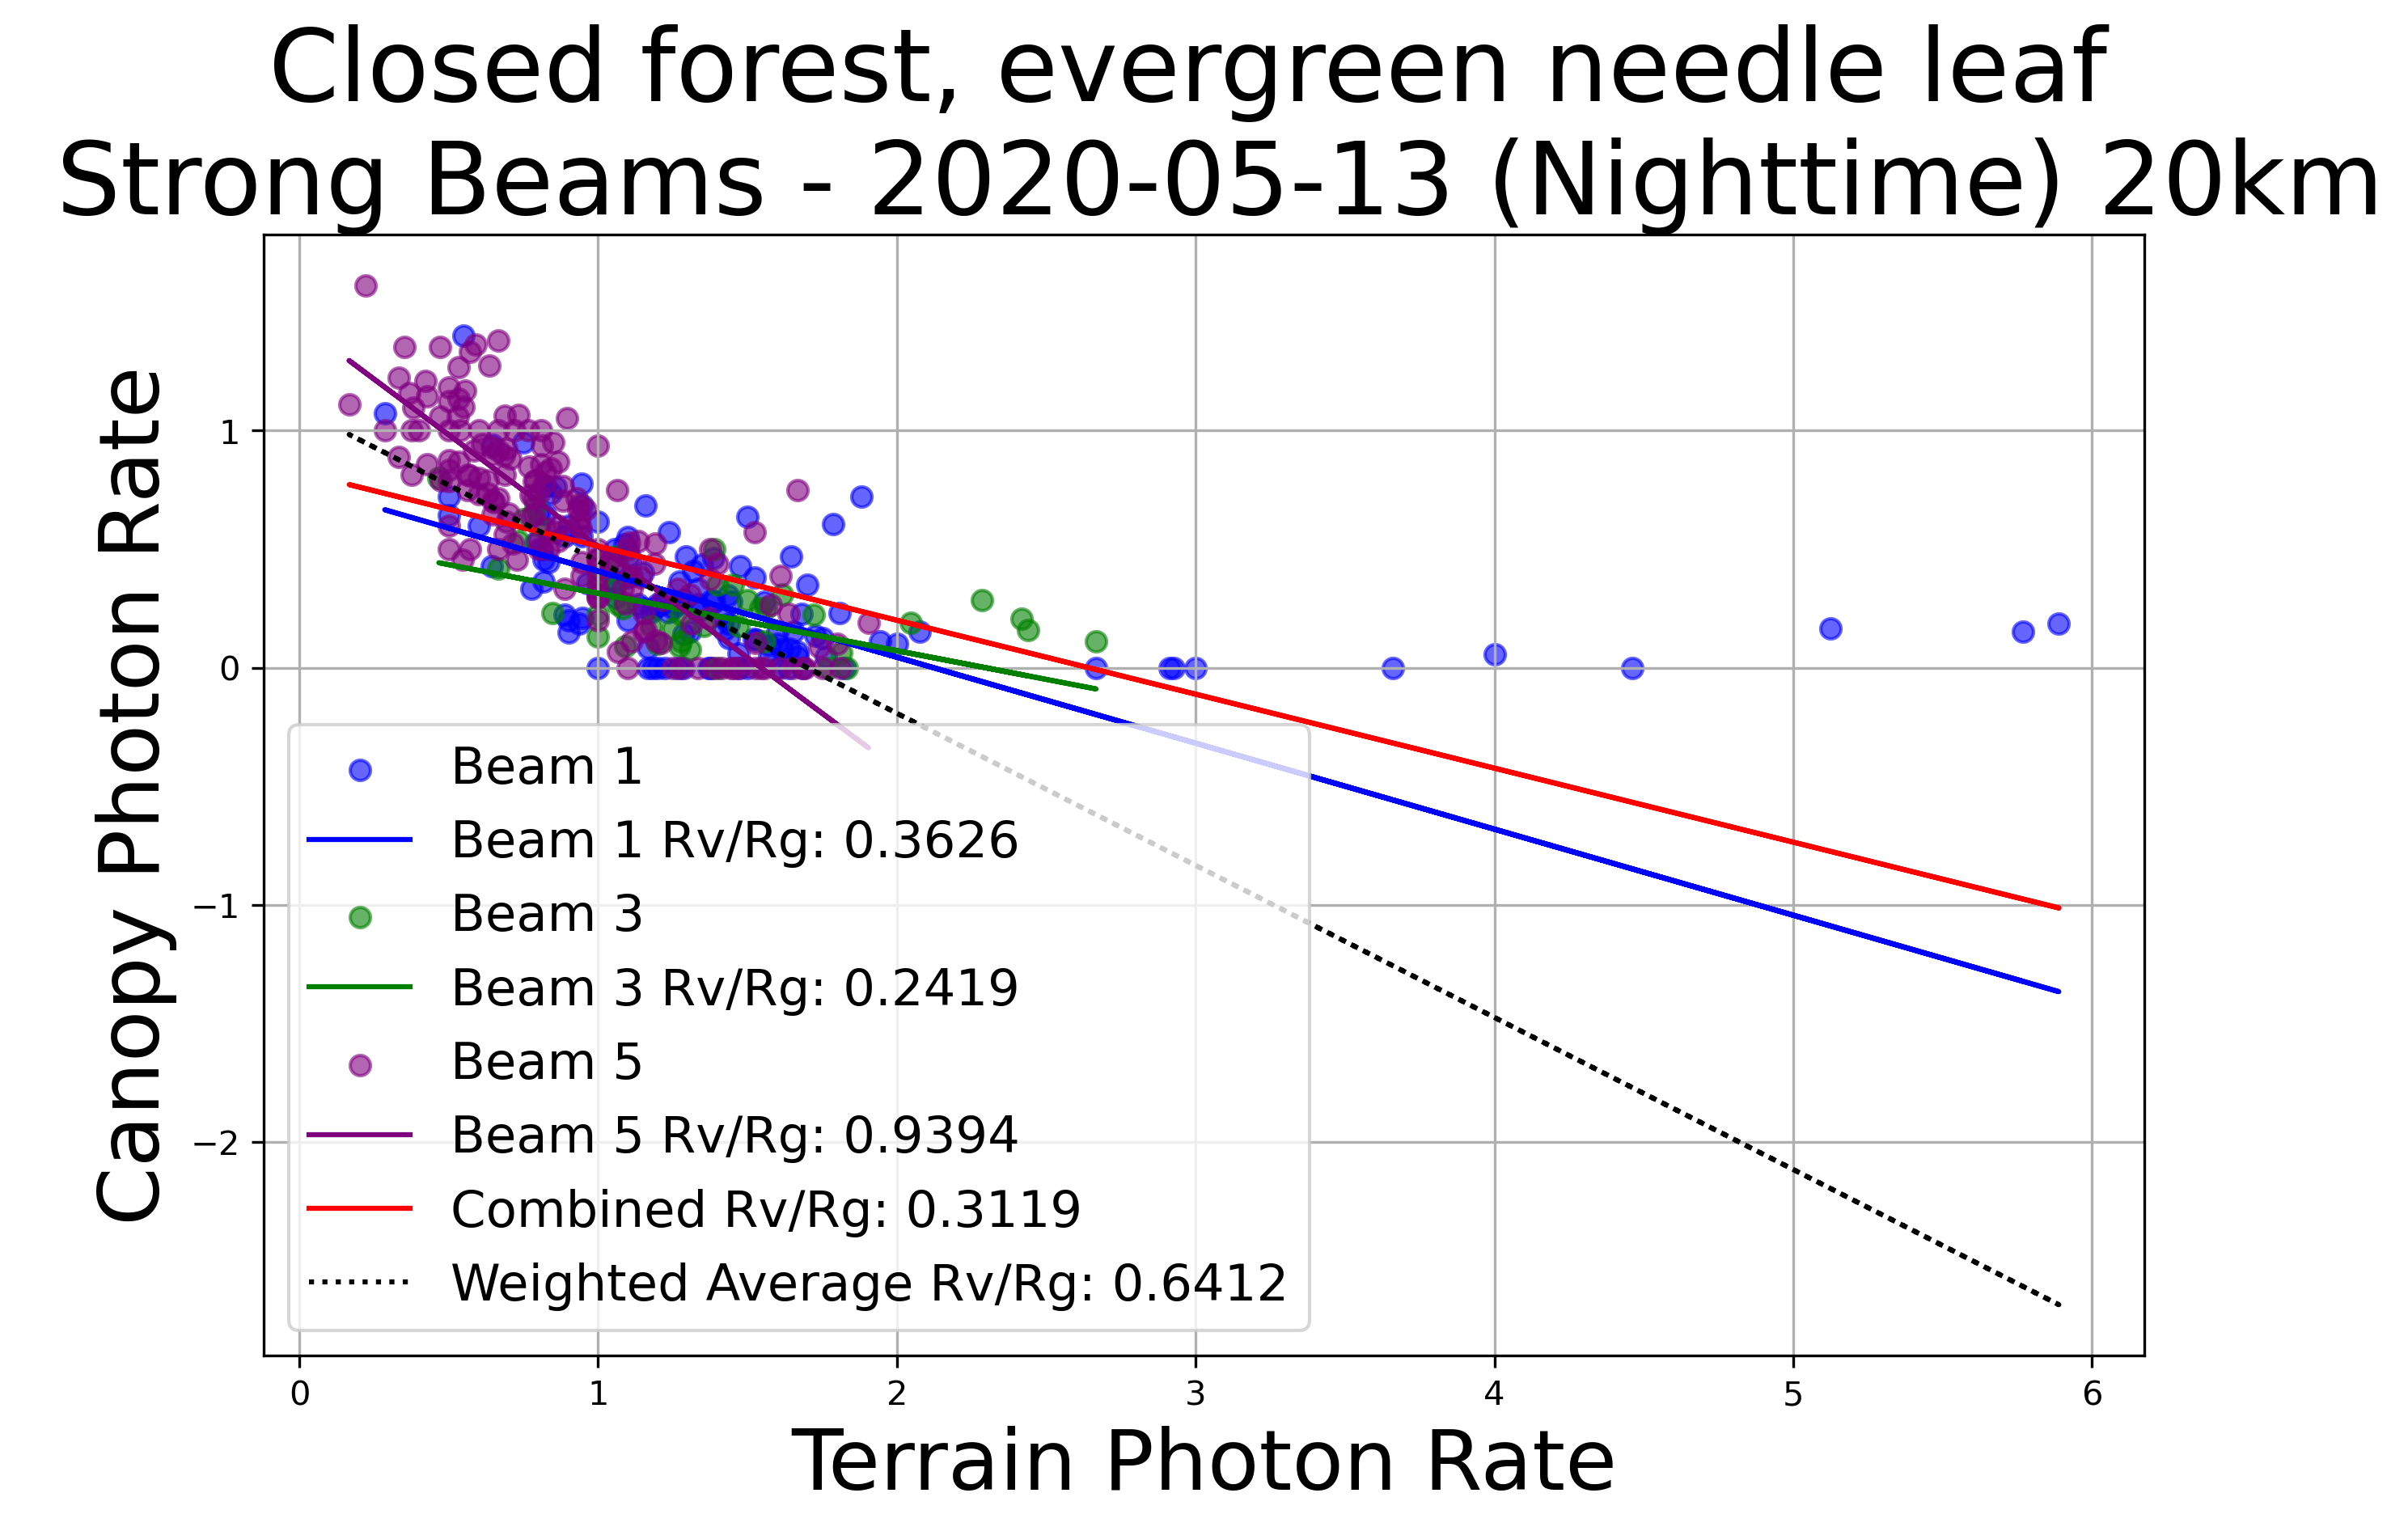 Closed forest, evergreen needle leaf
Strong Beams - 2020-05-13 (Nighttime) 20km
Canopy Photon Rate
1
0
−1
−2
Beam 1
Beam 1 Rv/Rg: 0.3626
Beam 3
Beam 3 Rv/Rg: 0.2419
Beam 5
Beam 5 Rv/Rg: 0.9394
Combined Rv/Rg: 0.3119
Weighted Average Rv/Rg: 0.6412
0 1 2 3 4 5 6
Terrain Photon Rate